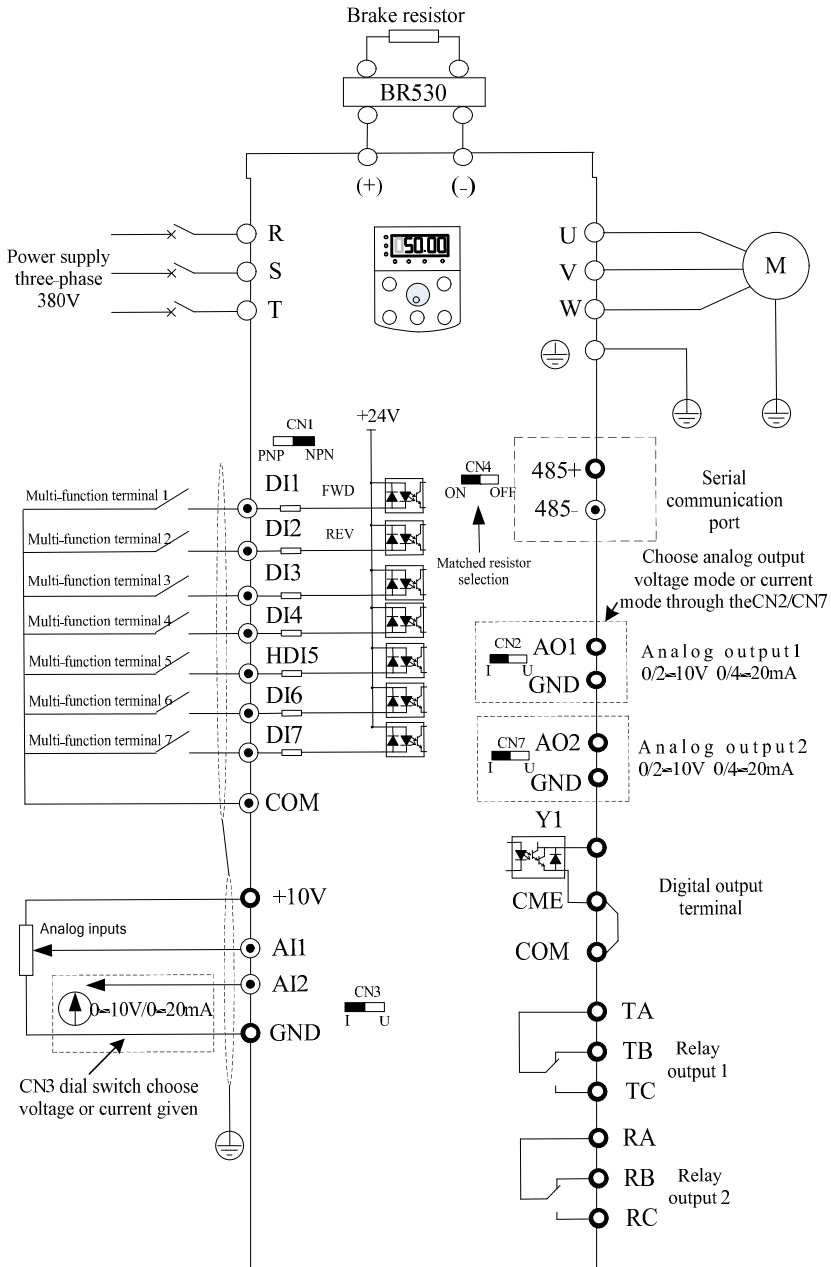 Brake resistor
BR530
(+)
(-)
Power supply
three-phase
380V
R
S
T
50.00
U
V
W
M
+24V
CN1
PNP
NPN
DI1
FWD
DI2
REV
DI3
DI4
HDI5
DI6
DI7
COM
Multi-function terminal 1
Multi-function terminal 2
Multi-function terminal 3
Multi-function terminal 4
Multi-function terminal 5
Multi-function terminal 6
Multi-function terminal 7
CN4
ON
OFF
Matched resistor
selection
485+
485-
Serial
communication
port
Choose analog output
voltage mode or current
mode through theCN2/CN7
CN2
I
U
AO1
GND
Analog output1
0/2~10V 0/4~20mA
CN7
I
U
AO2
GND
Analog output2
0/2~10V 0/4~20mA
Y1
CME
COM
Digital output
terminal
+10V
Analog inputs
AI1
AI2
0~10V/0~20mA
GND
CN3
I
U
CN3 dial switch choose
voltage or current given
TA
TB
TC
Relay
output 1
RA
RB
RC
Relay
output 2